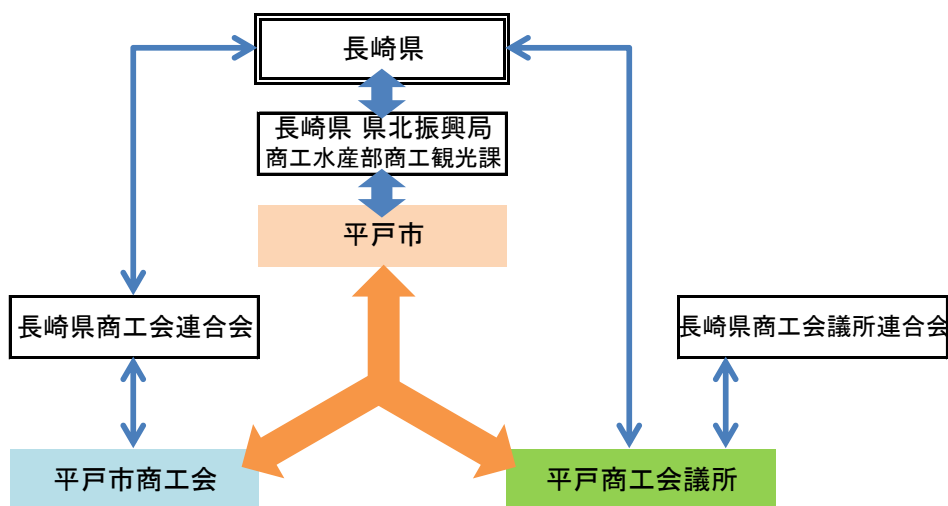 長崎県
長崎県 県北振興局
商工水産部商工観光課
平戸市
長崎県商工会連合会
長崎県商工会議所連合会
平戸市商工会
平戸商工会議所